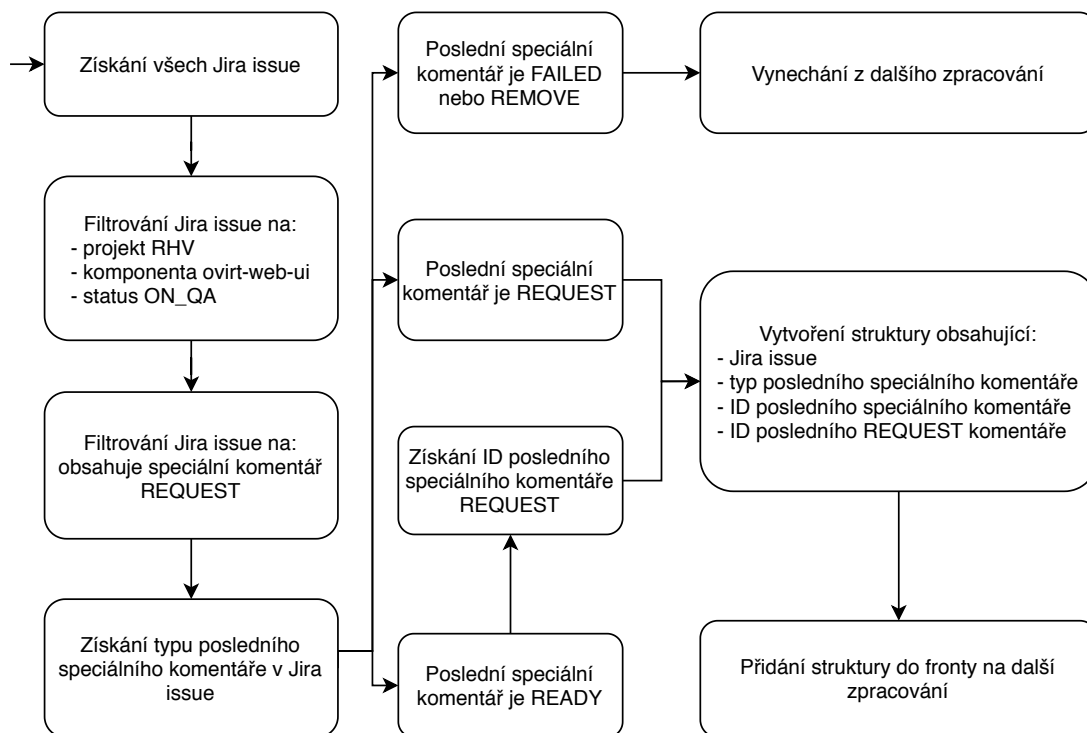 Získání všech Jira issue
Filtrování Jira issue na:
- projekt RHV
- komponenta ovirt-web-ui
- status ON_QA
Filtrování Jira issue na:
obsahuje speciální komentář
REQUEST
Získání typu posledního
speciálního komentáře v Jira
issue
Poslední speciální
komentář je FAILED
nebo REMOVE
Vynechání z dalšího zpracování
Poslední speciální
komentář je REQUEST
Získání ID posledního
speciálního komentáře
REQUEST
Poslední speciální
komentář je READY
Vytvoření struktury obsahující:
- Jira issue
- typ posledního speciálního komentáře
- ID posledního speciálního komentáře
- ID posledního REQUEST komentáře
Přidání struktury do fronty na další
zpracování